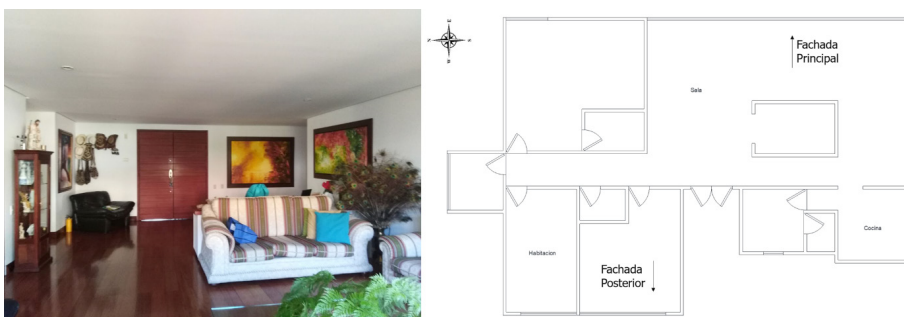 Fachada
Principal
Sala
Cocina
Habitacion
Fachada
Posterior